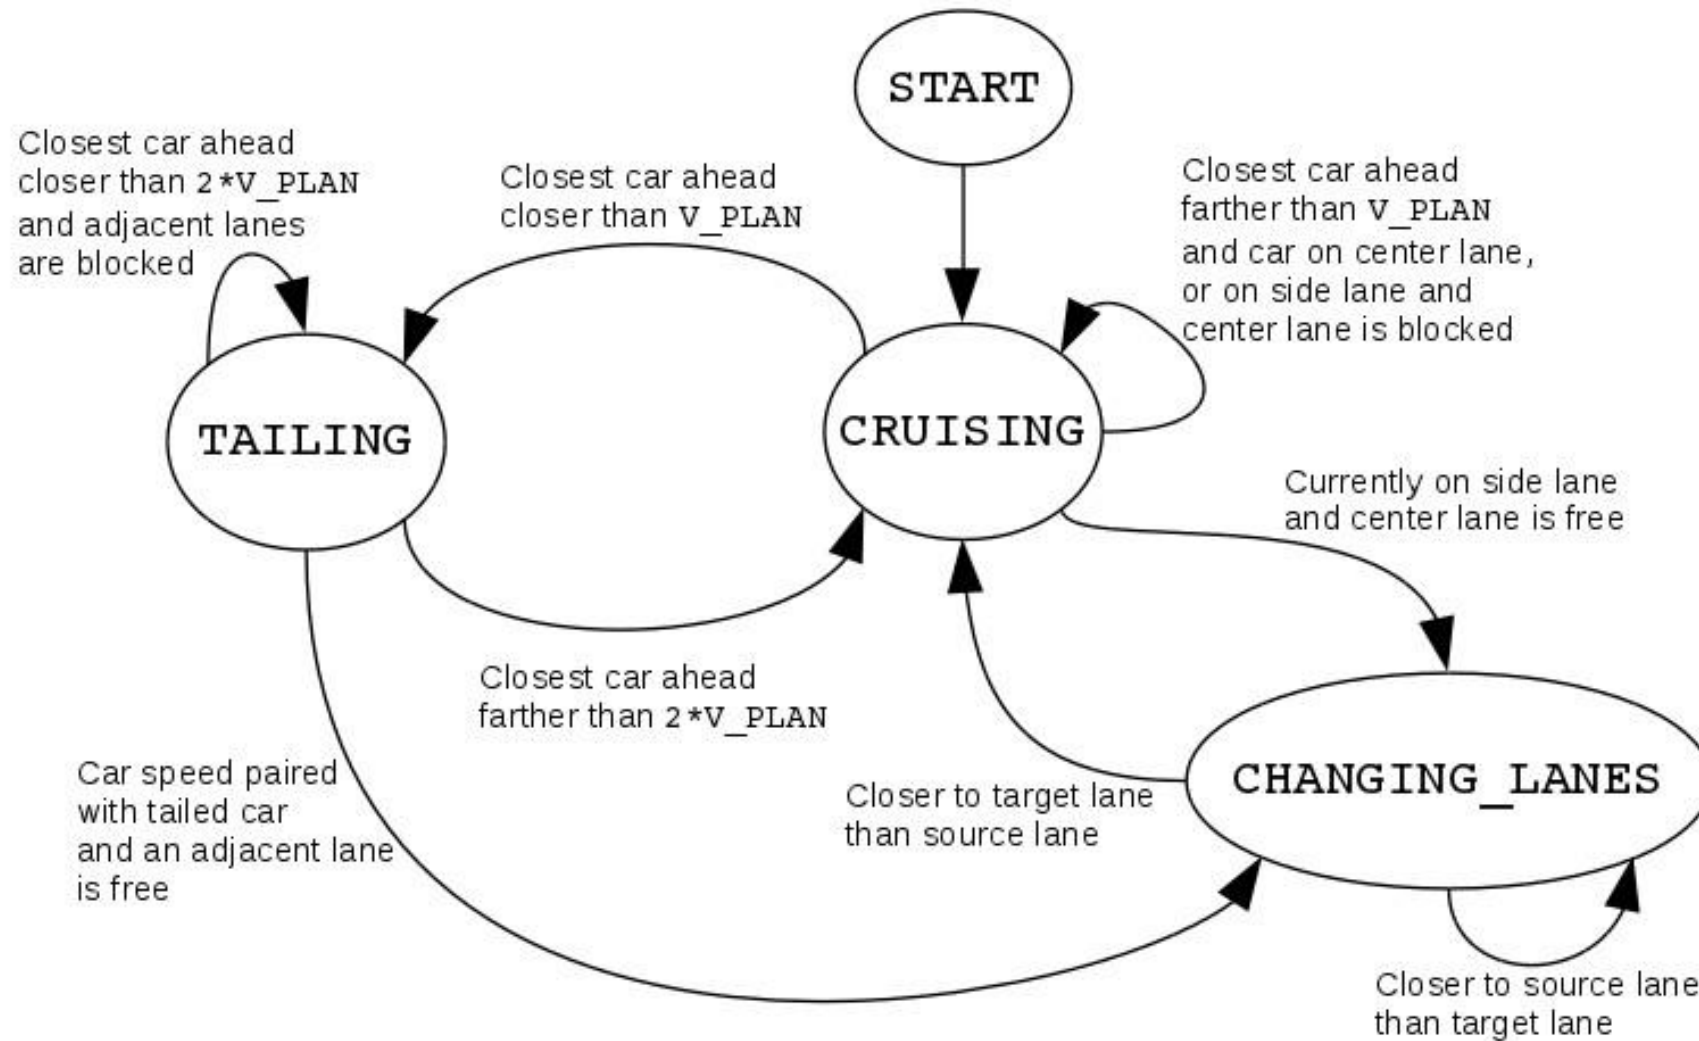 START
Closest car ahead
closer than 2*V_PLAN
and adjacent lanes
are blocked
Closest car ahead
closer than V_PLAN
Closest car ahead
farther than V_PLAN
and car on center lane,
or on side lane and
center lane is blocked
TAILING
CRUISING
Currently on side lane
and center lane is free
Closest car ahead
farther than 2*V_PLAN
Car speed paired
with tailed car
and an adjacent lane
is free
Closer to target lane
than source lane
CHANGING_LANES
Closer to source lane
than target lane